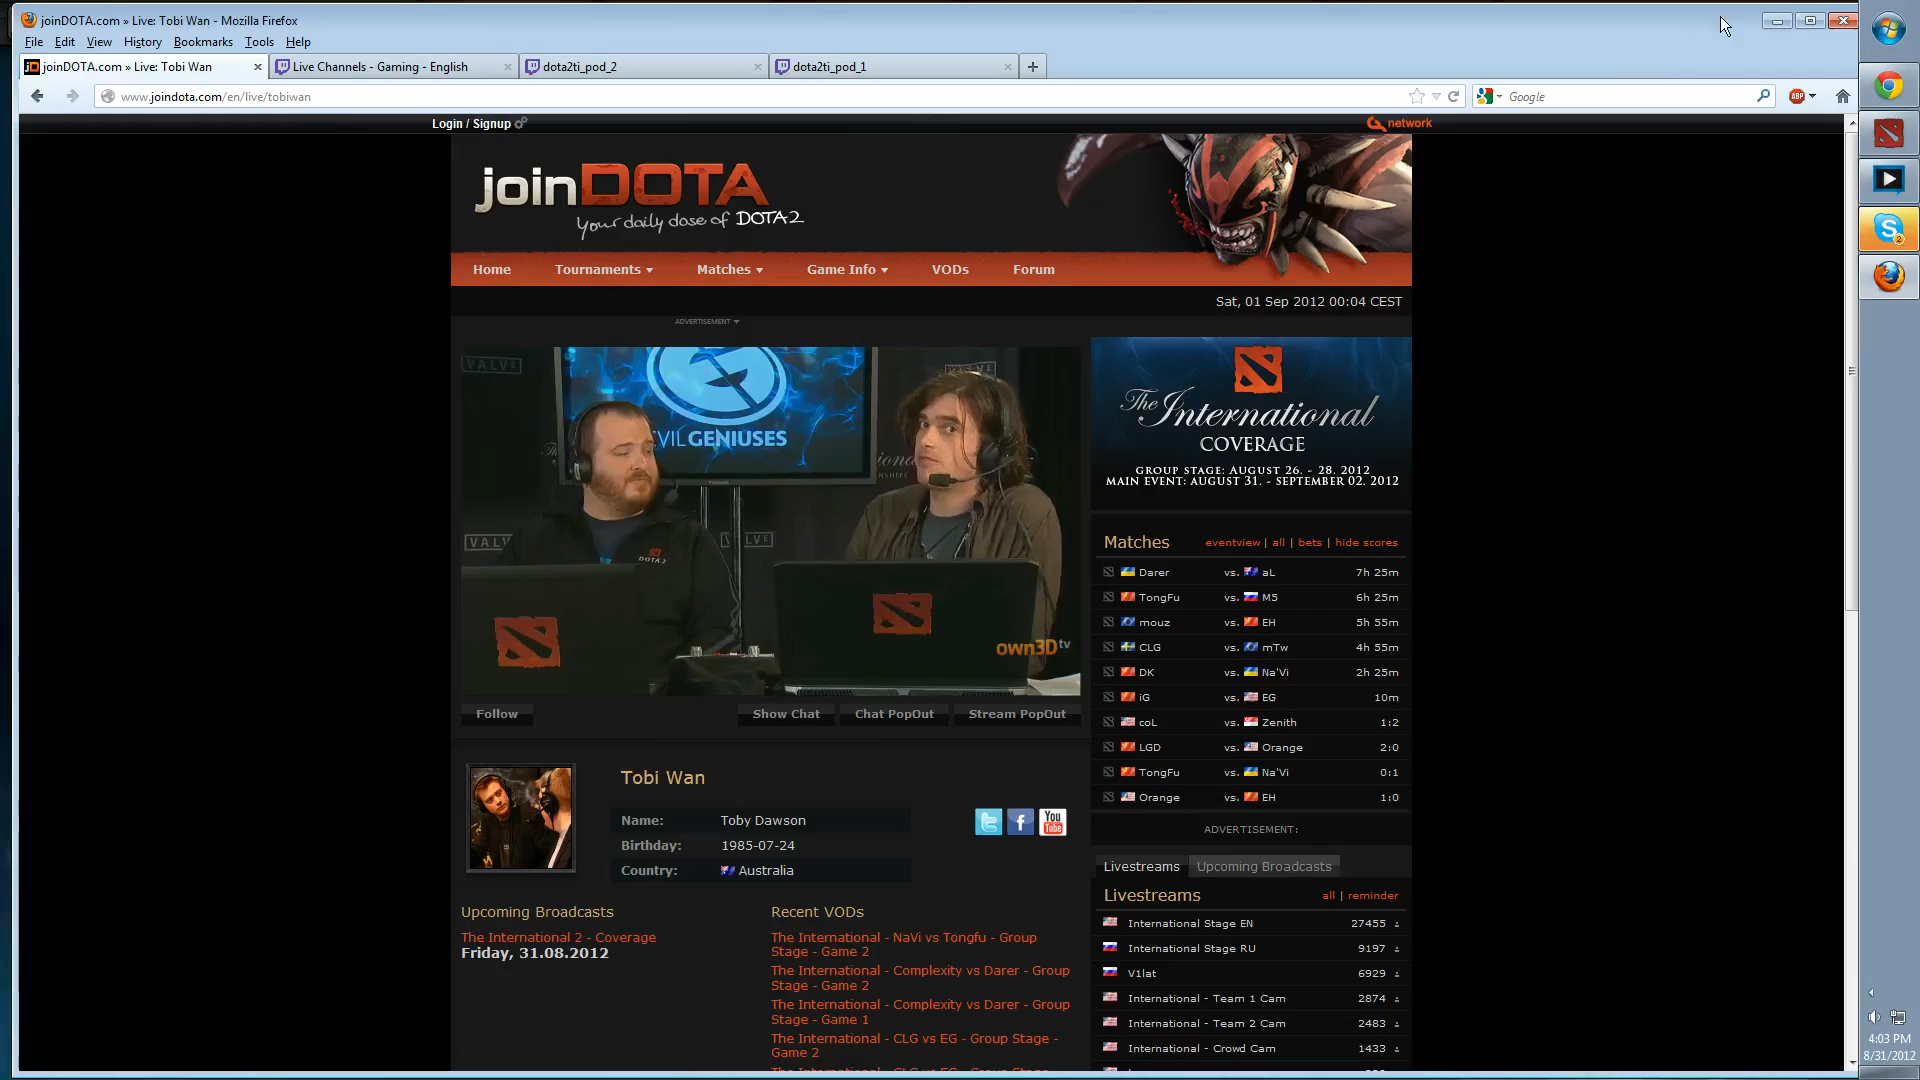 joinDOTA.com » Live: Tobi Wan - Mozilla Firefox
File Edit View History Bookmarks Tools Help
joinDOTA.com » Live: Tobi Wan
Live Channels - Gaming - English
dota2ti_pod_2
dota2ti_pod_1
www.joindota.com/en/live/tobiwan
Google
ABP
Login / Signup
network
joinDOTA
Your daily dose of DOTA2
Home Tournaments Matches Game Info VODs Forum
Sat, 01 Sep 2012 00:04 CEST
ADVERTISEMENT
VALVE
VIL GENIUSES
VALV
VALVE
DOTA 2
own3D tv
Follow
Show Chat
Chat PopOut
Stream PopOut
Tobi Wan
Name: Toby Dawson
Birthday: 1985-07-24
Country: Australia
You Tube
Upcoming Broadcasts
The International 2 - Coverage
Friday, 31.08.2012
Recent VODs
The International - NaVi vs Tongfu - Group
Stage - Game 2
The International - Complexity vs Darer - Group
Stage - Game 2
The International - Complexity vs Darer - Group
Stage - Game 1
The International - CLG vs EG - Group Stage -
Game 2
The International
COVERAGE
GROUP STAGE: AUGUST 26. - 28. 2012
MAIN EVENT: AUGUST 31. - SEPTEMBER 02. 2012
Matches eventview | all | bets | hide scores
Darer vs. aL 7h 25m
TongFu vs. M5 6h 25m
mouz vs. EH 5h 55m
CLG vs. mTw 4h 55m
DK vs. Na'Vi 2h 25m
iG vs. EG 10m
coL vs. Zenith 1:2
LGD vs. Orange 2:0
TongFu vs. Na'Vi 0:1
Orange vs. EH 1:0
ADVERTISEMENT:
Livestreams Upcoming Broadcasts
Livestreams all | reminder
International Stage EN 27455
International Stage RU 9197
V1lat 6929
International - Team 1 Cam 2874
International - Team 2 Cam 2483
International - Crowd Cam 1433
4:03 PM
8/31/2012